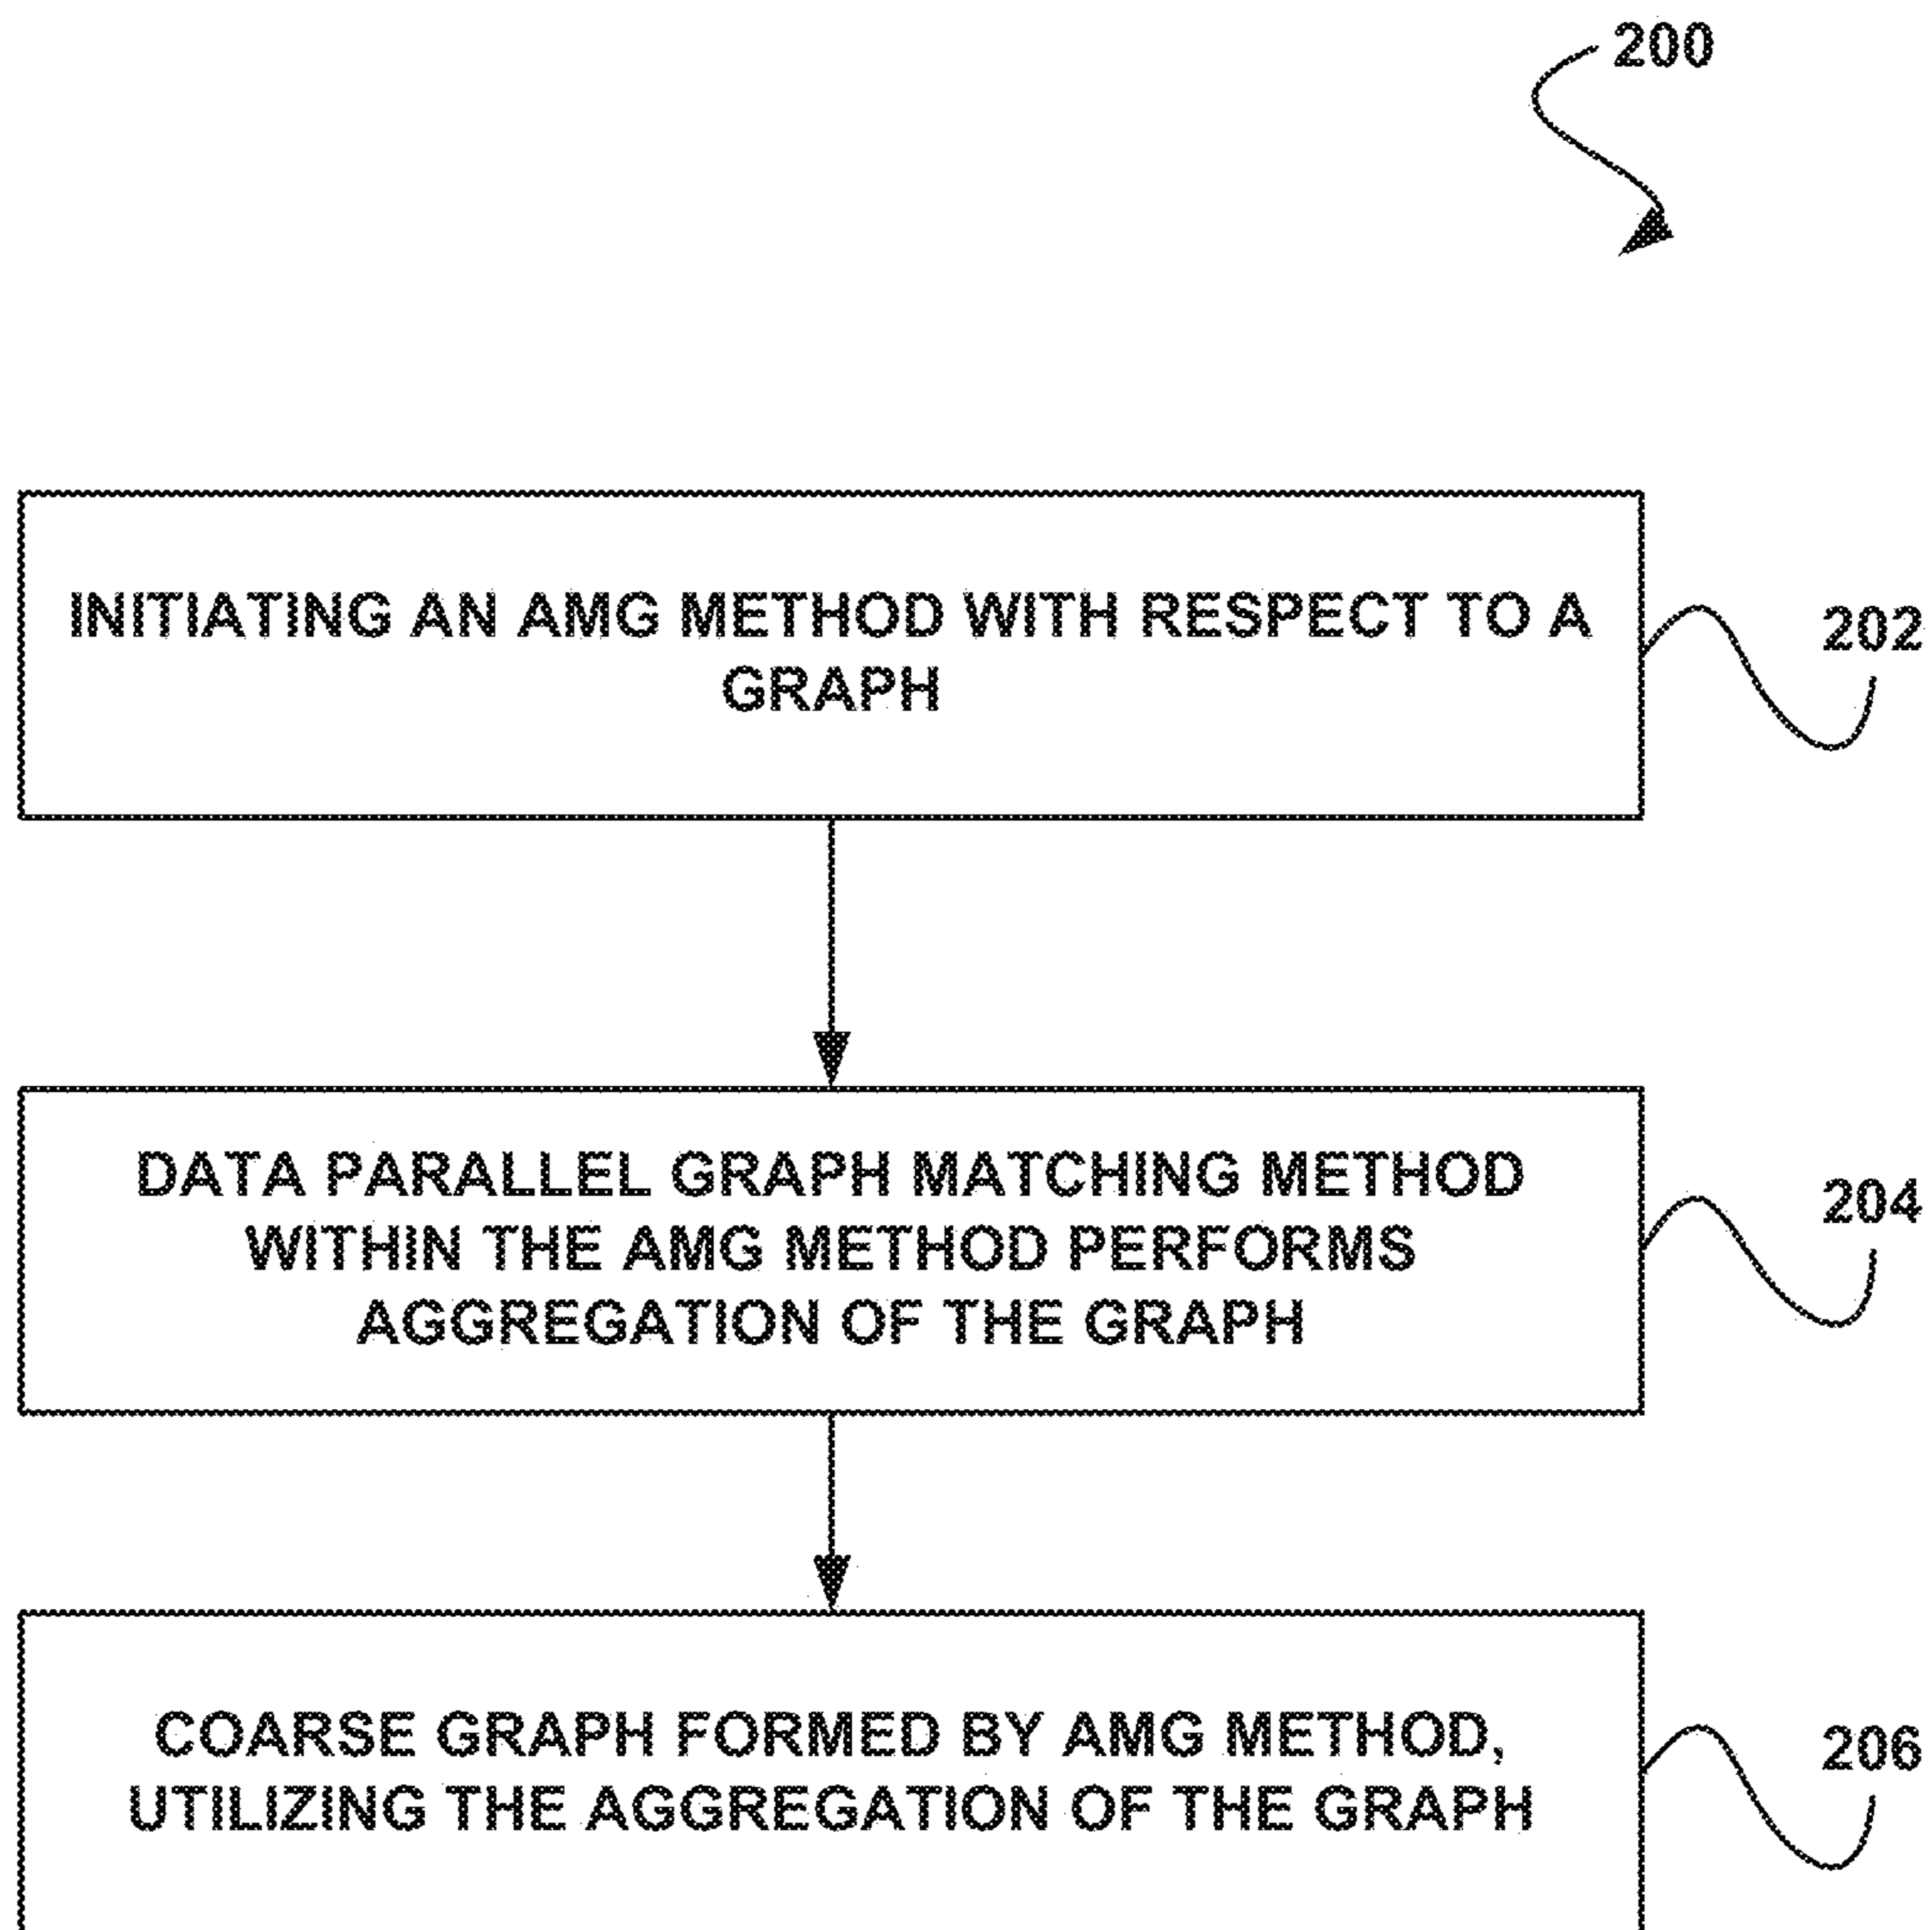 200
INITIATING AN AMG METHOD WITH RESPECT TO A
GRAPH
202
DATA PARALLEL GRAPH MATCHING METHOD
WITHIN THE AMG METHOD PERFORMS
AGGREGATION OF THE GRAPH
204
COARSE GRAPH FORMED BY AMG METHOD,
UTILIZING THE AGGREGATION OF THE GRAPH
206